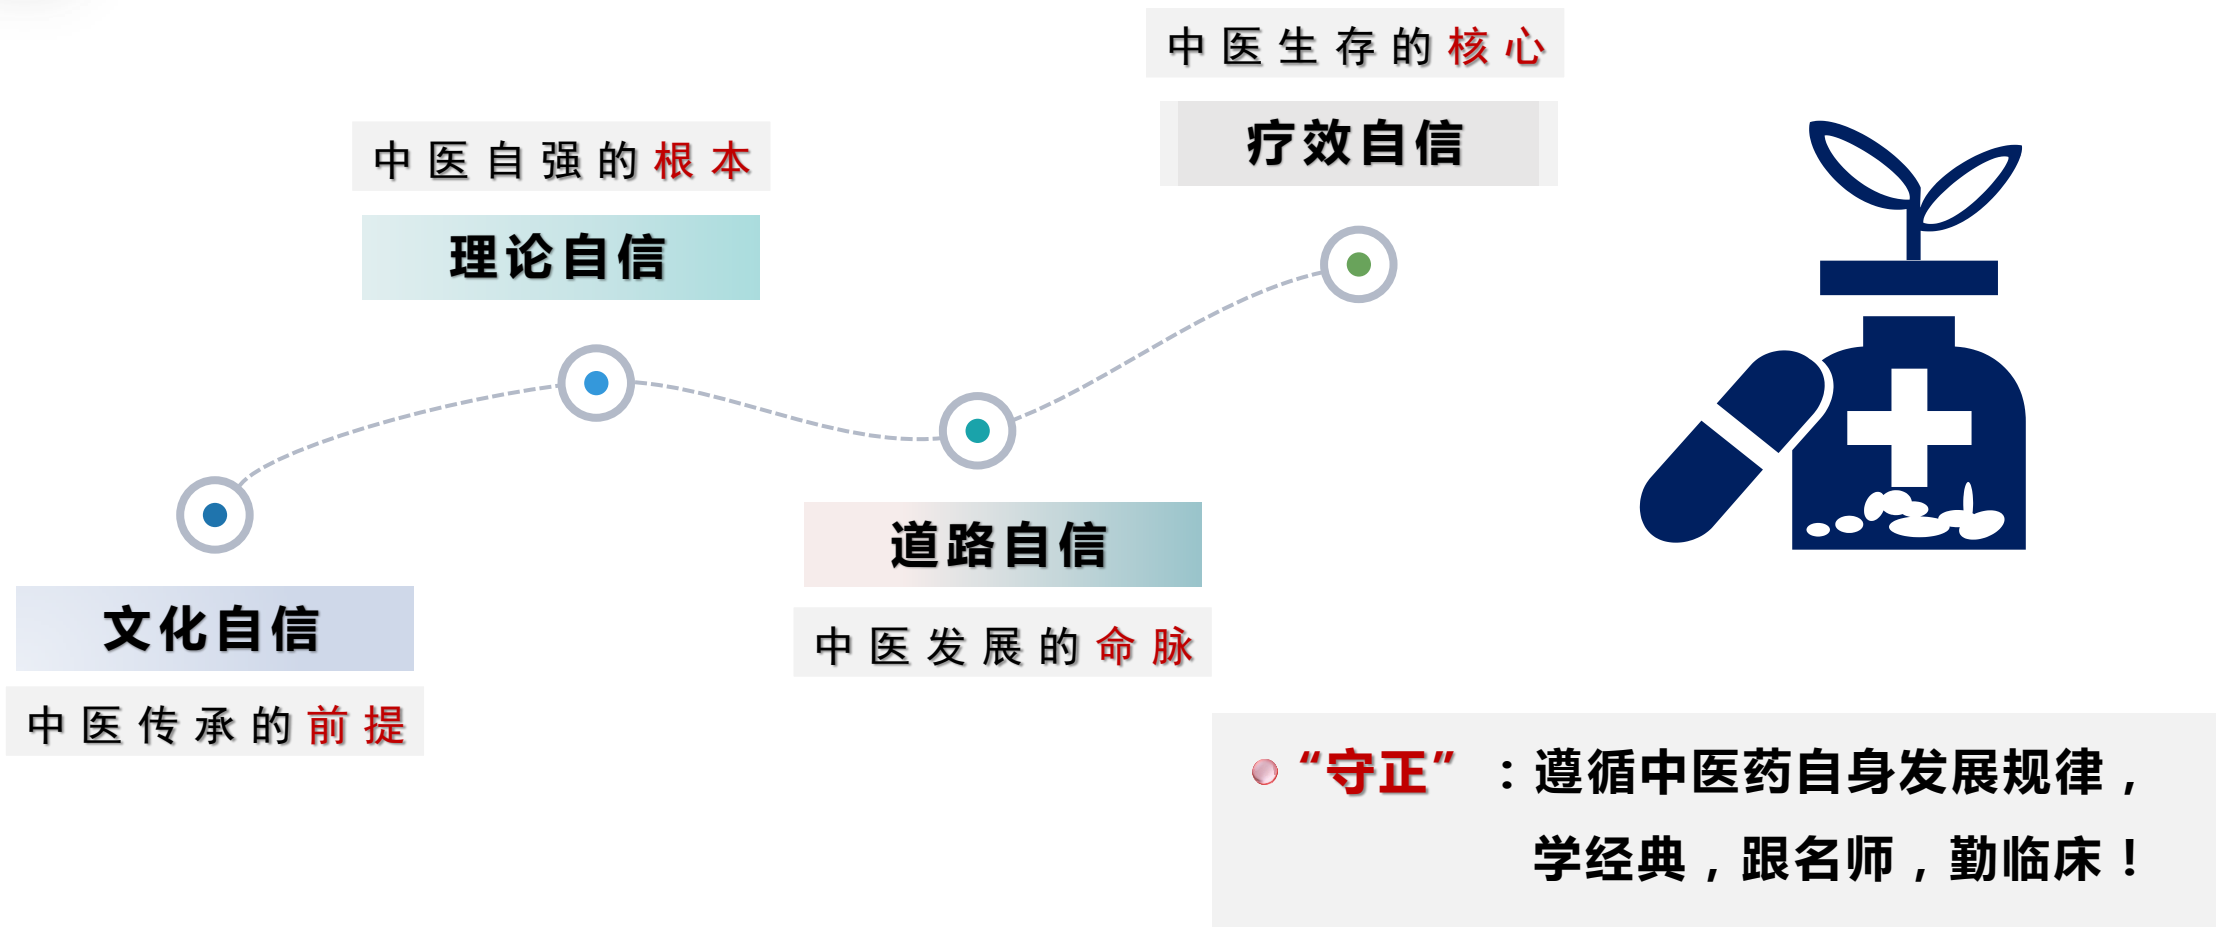 中医生存的核心
疗效自信
中医自强的根本
理论自信
道路自信
中医发展的命脉
文化自信
中医传承的前提
“守正”：遵循中医药自身发展规律，
学经典，跟名师，勤临床！